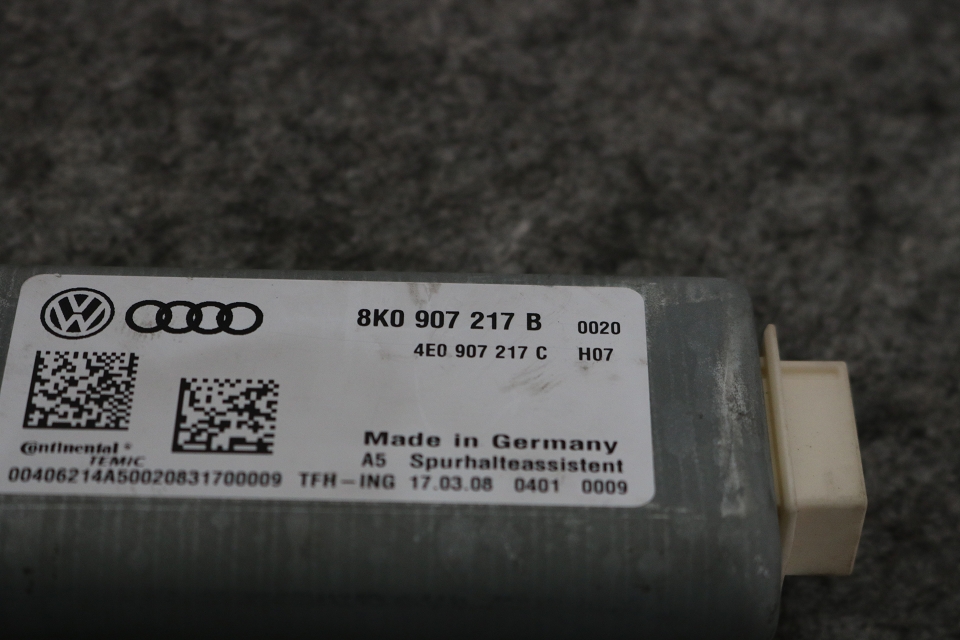 8K0 907 217 B 0020
4E0 907 217 C H07
Continental®
TEMIC
Made in Germany
A5 Spurhalteassistent
00406214A50020831700009 TFH-ING 17.03.08 0401 0009